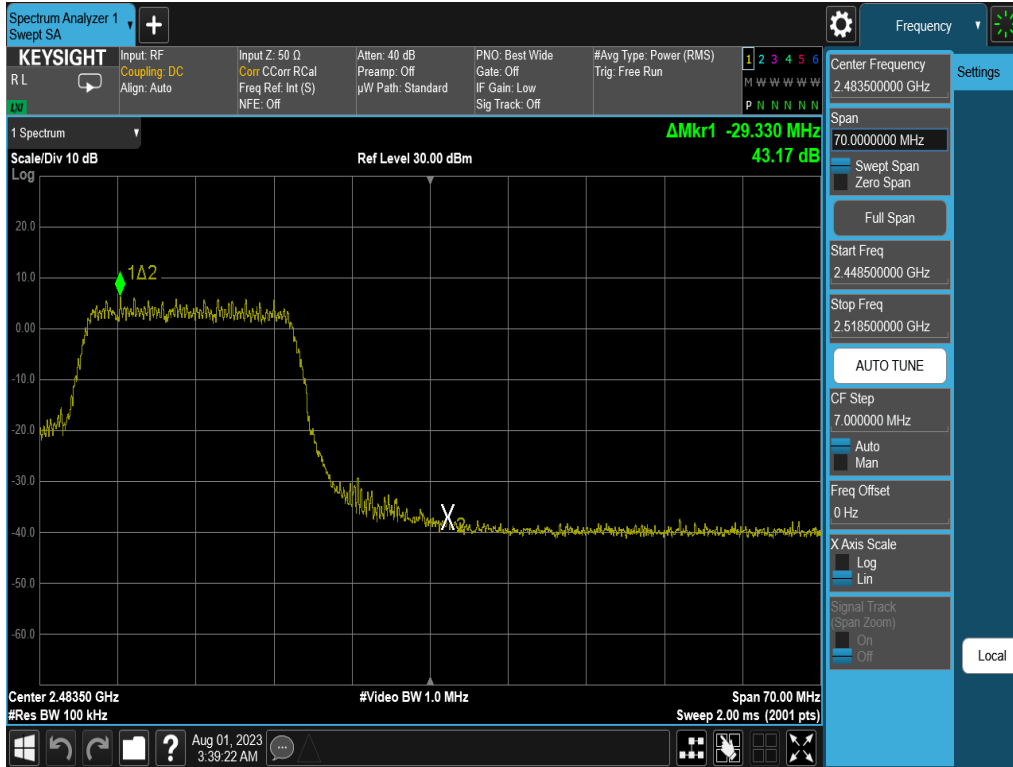 Spectrum Analyzer 1
Swept SA
Frequency
KEYSIGHT
R L
LXI
Input: RF
Coupling: DC
Align: Auto
Input Z: 50 Ω
Corr CCorr RCal
Freq Ref: Int (S)
NFE: Off
Atten: 40 dB
Preamp: Off
µW Path: Standard
PNO: Best Wide
Gate: Off
IF Gain: Low
Sig Track: Off
#Avg Type: Power (RMS)
Trig: Free Run
1 2 3 4 5 6
M W W W W W
P N N N N N
1 Spectrum
ΔMkr1 -29.330 MHz
43.17 dB
Scale/Div 10 dB
Ref Level 30.00 dBm
Log
20.0
10.0
0.00
-10.0
-20.0
-30.0
-40.0
-50.0
-60.0
1Δ2
X2
Center 2.48350 GHz
#Video BW 1.0 MHz
Span 70.00 MHz
#Res BW 100 kHz
Sweep 2.00 ms (2001 pts)
Aug 01, 2023
3:39:22 AM
Center Frequency
2.483500000 GHz
Settings
Span
70.0000000 MHz
Swept Span
Zero Span
Full Span
Start Freq
2.448500000 GHz
Stop Freq
2.518500000 GHz
AUTO TUNE
CF Step
7.000000 MHz
Auto
Man
Freq Offset
0 Hz
X Axis Scale
Log
Lin
Signal Track
(Span Zoom)
On
Off
Local